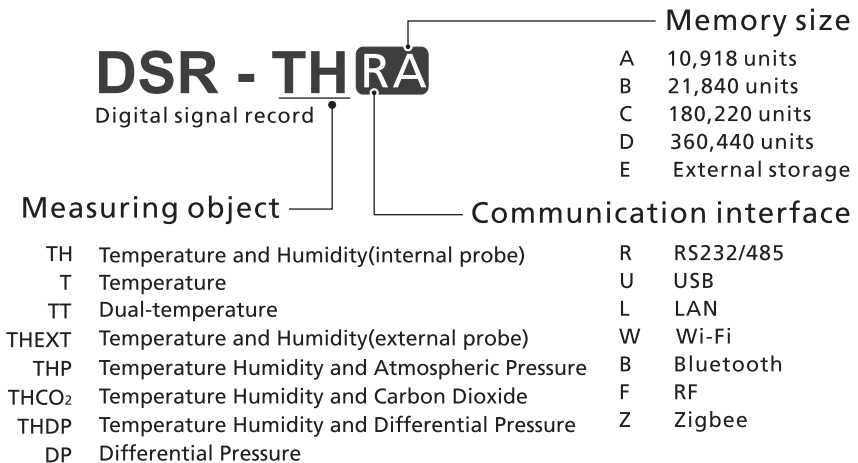 Memory size
DSR - THRA
Digital signal record
A 10,918 units
B 21,840 units
C 180,220 units
D 360,440 units
E External storage
Measuring object
TH Temperature and Humidity(internal probe)
T Temperature
TT Dual-temperature
THEXT Temperature and Humidity(external probe)
THP Temperature Humidity and Atmospheric Pressure
THCO₂ Temperature Humidity and Carbon Dioxide
THDP Temperature Humidity and Differential Pressure
DP Differential Pressure
Communication interface
R RS232/485
U USB
L LAN
W Wi-Fi
B Bluetooth
F RF
Z Zigbee